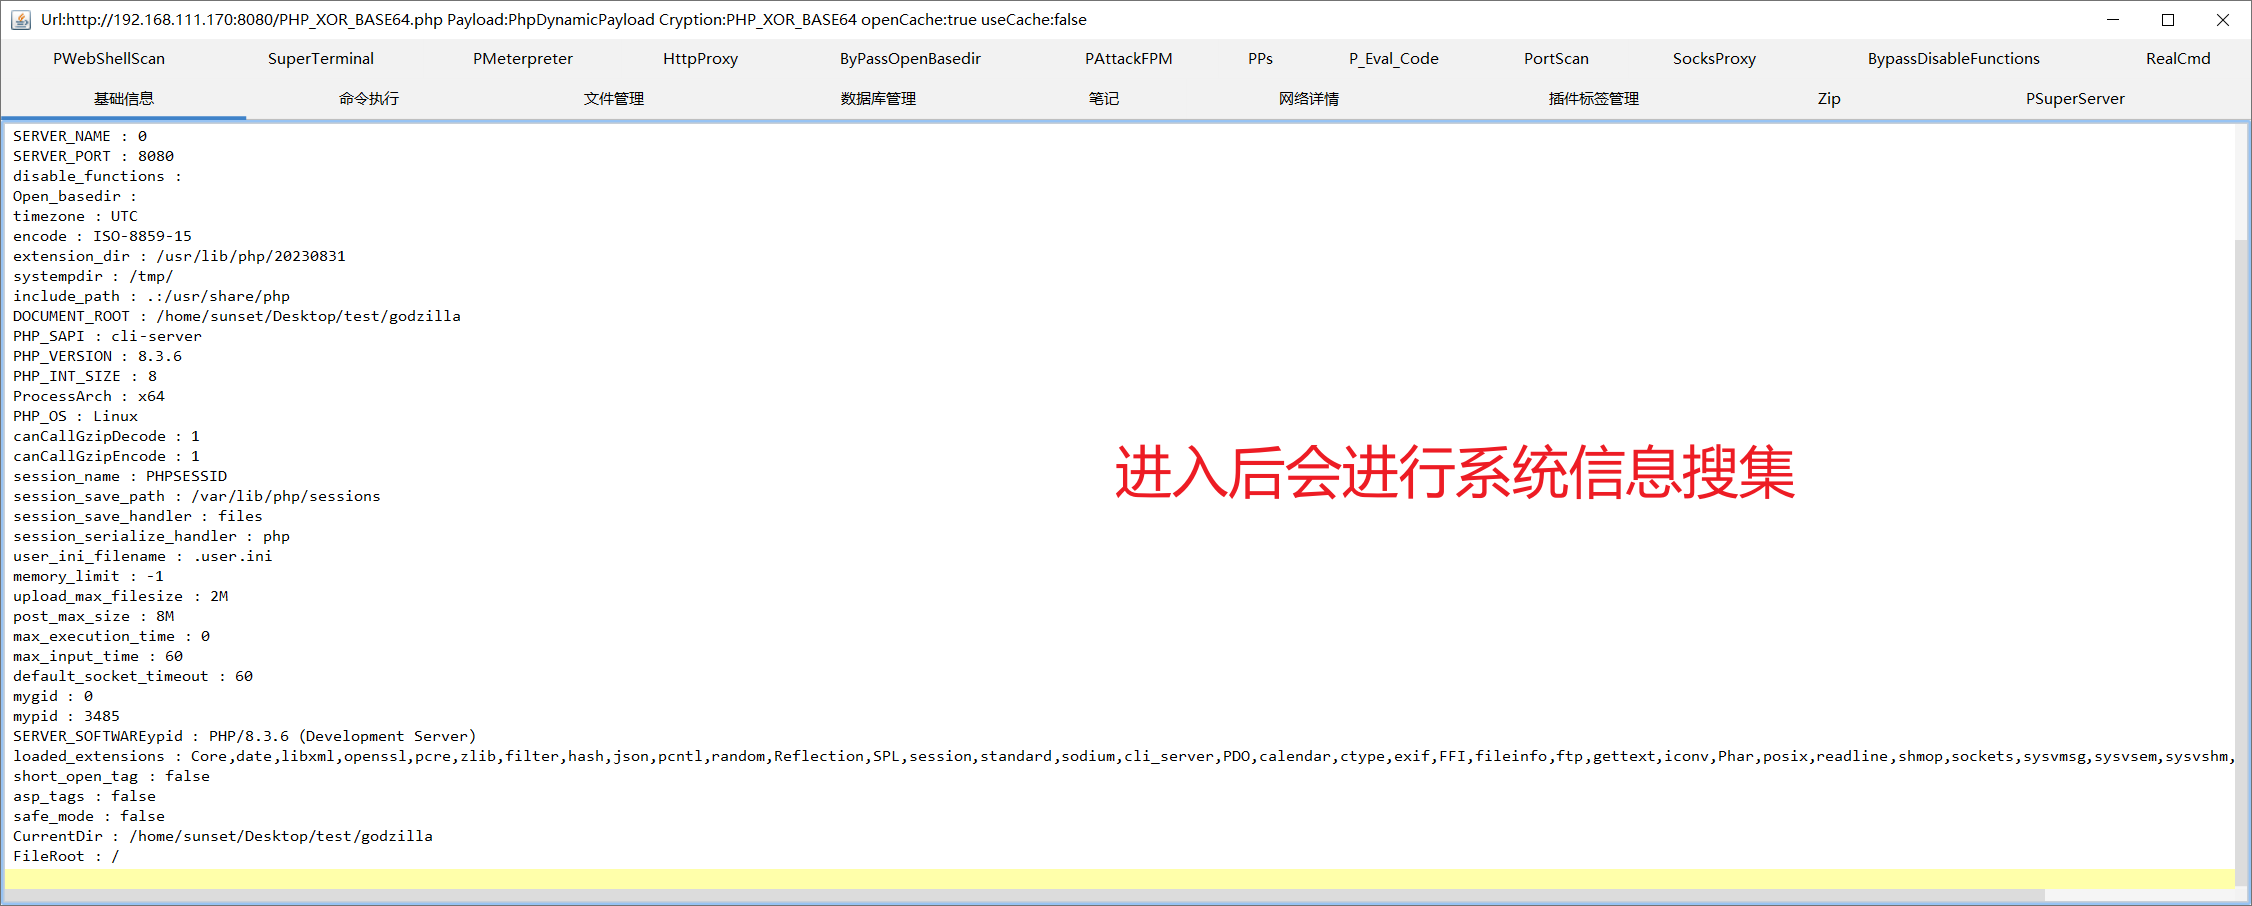 Url:http://192.168.111.170:8080/PHP_XOR_BASE64.php Payload:PhpDynamicPayload Cryption:PHP_XOR_BASE64 openCache:true useCache:false
PWebShellScan SuperTerminal PMeterpreter HttpProxy ByPassOpenBasedir PAttackFPM PPs P_Eval_Code PortScan SocksProxy BypassDisableFunctions RealCmd
基础信息 命令执行 文件管理 数据库管理 笔记 网络详情 插件标签管理 Zip PSuperServer
SERVER_NAME : 0
SERVER_PORT : 8080
disable_functions :
Open_basedir :
timezone : UTC
encode : ISO-8859-15
extension_dir : /usr/lib/php/20230831
systempdir : /tmp/
include_path : .:/usr/share/php
DOCUMENT_ROOT : /home/sunset/Desktop/test/godzilla
PHP_SAPI : cli-server
PHP_VERSION : 8.3.6
PHP_INT_SIZE : 8
ProcessArch : x64
PHP_OS : Linux
canCallGzipDecode : 1
canCallGzipEncode : 1
session_name : PHPSESSID
session_save_path : /var/lib/php/sessions
session_save_handler : files
session_serialize_handler : php
user_ini_filename : .user.ini
memory_limit : -1
upload_max_filesize : 2M
post_max_size : 8M
max_execution_time : 0
max_input_time : 60
default_socket_timeout : 60
mygid : 0
mypid : 3485
SERVER_SOFTWAREypid : PHP/8.3.6 (Development Server)
loaded_extensions : Core,date,libxml,openssl,pcre,zlib,filter,hash,json,pcntl,random,Reflection,SPL,session,standard,sodium,cli_server,PDO,calendar,ctype,exif,FFI,fileinfo,ftp,gettext,iconv,Phar,posix,readline,shmop,sockets,sysvmsg,sysvsem,sysvshm,
short_open_tag : false
asp_tags : false
safe_mode : false
CurrentDir : /home/sunset/Desktop/test/godzilla
FileRoot : /
进入后会进行系统信息搜集